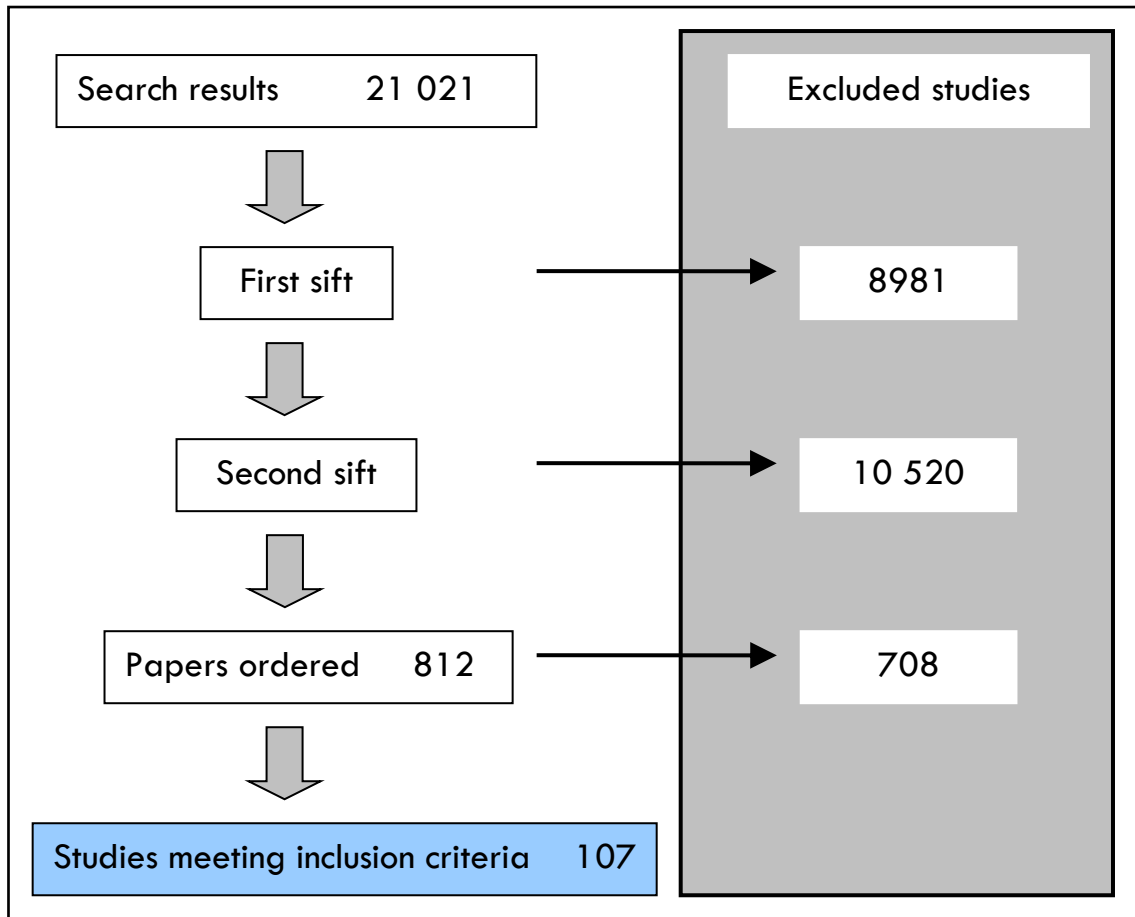 Search results 21 021
Excluded studies
First sift
8981
Second sift
10 520
Papers ordered 812
708
Studies meeting inclusion criteria 107